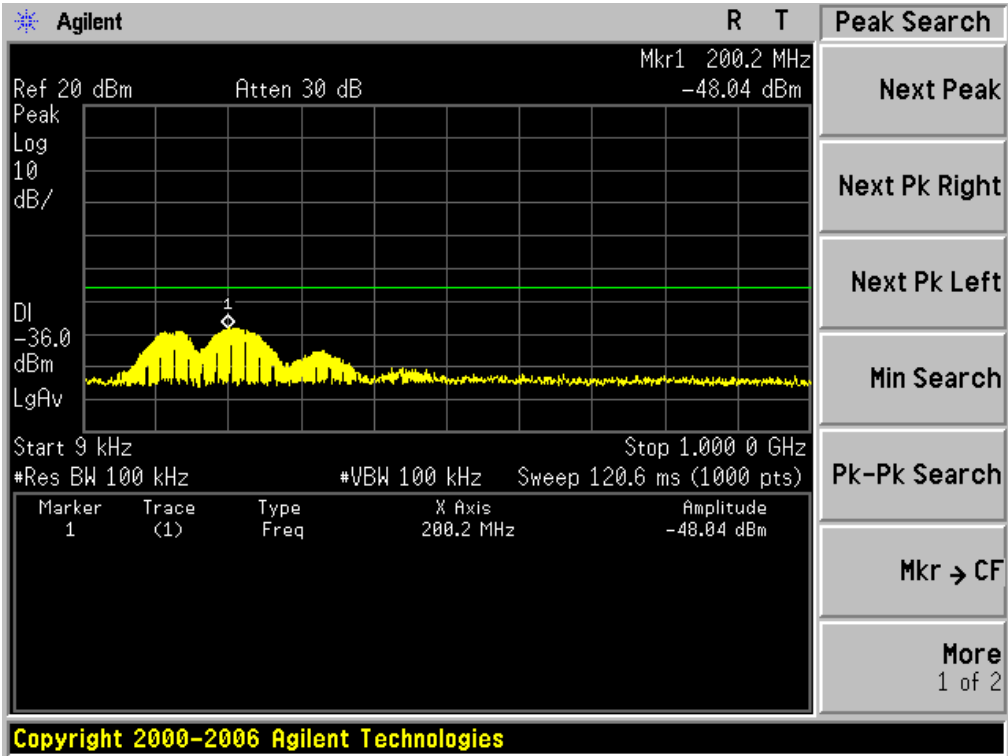 Agilent R T
Peak Search
Mkr1 200.2 MHz
Ref 20 dBm Atten 30 dB -48.04 dBm
Peak
Log
10
dB/
1
DI
-36.0
dBm
LgAv
Start 9 kHz Stop 1.000 0 GHz
#Res BW 100 kHz #VBW 100 kHz Sweep 120.6 ms (1000 pts)
Marker Trace Type X Axis Amplitude
1 (1) Freq 200.2 MHz -48.04 dBm
Next Peak
Next Pk Right
Next Pk Left
Min Search
Pk-Pk Search
Mkr → CF
More
1 of 2
Copyright 2000-2006 Agilent Technologies